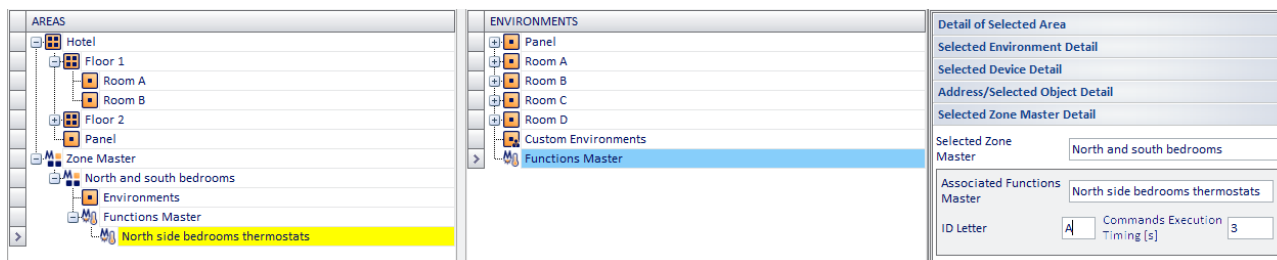 AREAS
Hotel
Floor 1
Room A
Room B
Floor 2
Panel
Zone Master
North and south bedrooms
Environments
Functions Master
North side bedrooms thermostats
ENVIRONMENTS
Panel
Room A
Room B
Room C
Room D
Custom Environments
Functions Master
Detail of Selected Area
Selected Environment Detail
Selected Device Detail
Address/Selected Object Detail
Selected Zone Master Detail
Selected Zone
Master
North and south bedrooms
Associated Functions
Master
North side bedrooms thermostats
ID Letter
A
Commands Execution
Timing [s]
3